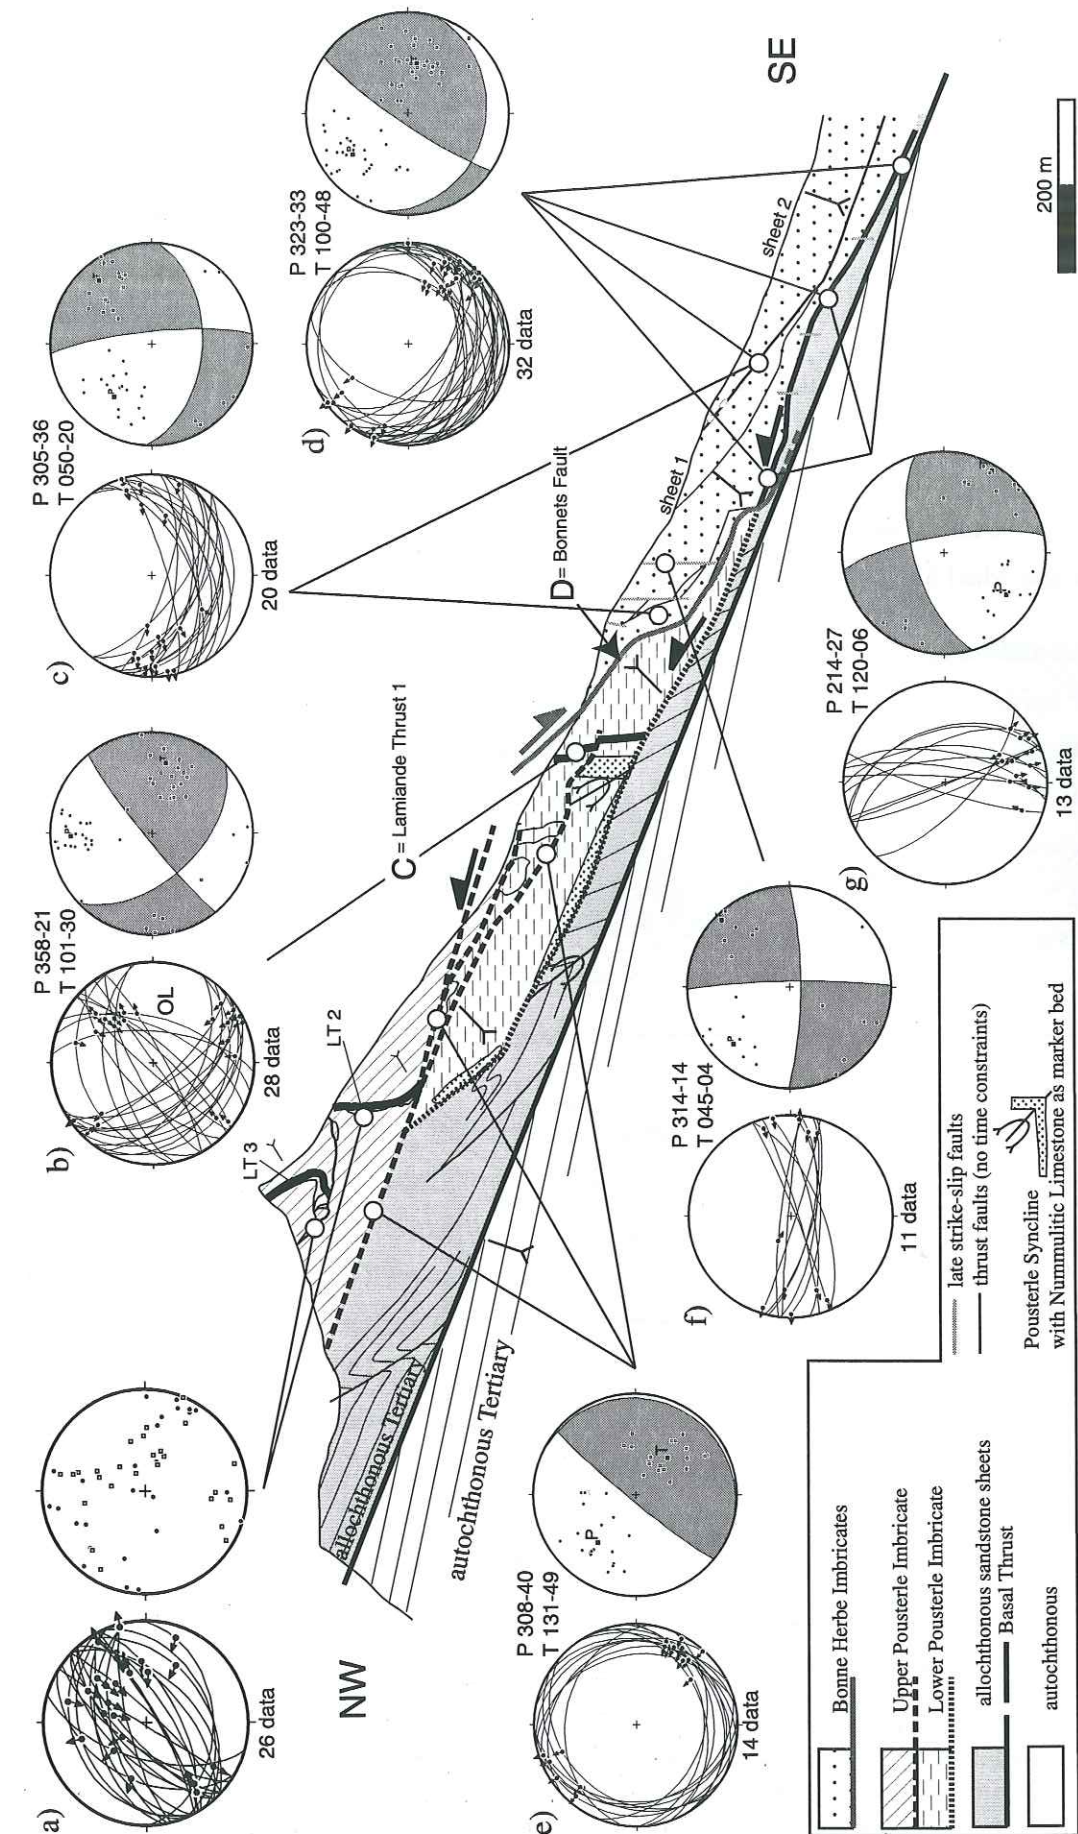 a)
26 data
b)
P 358-21
T 101-30
OL
28 data
c)
P 305-36
T 050-20
20 data
d)
P 323-33
T 100-48
32 data
NW
SE
LT 3
LT 2
C = Lamiande Thrust 1
D = Bonnets Fault
sheet 1
sheet 2
allochthonous Tertiary
autochthonous Tertiary
200 m
e)
P 308-40
T 131-49
P
T
14 data
f)
P 314-14
T 045-04
P
11 data
g)
P 214-27
T 120-06
P
13 data
Bonne Herbe Imbricates
Upper Pousterle Imbricate
Lower Pousterle Imbricate
allochthonous sandstone sheets
Basal Thrust
autochthonous
late strike-slip faults
thrust faults (no time constraints)
Pousterle Syncline
with Nummulitic Limestone as marker bed